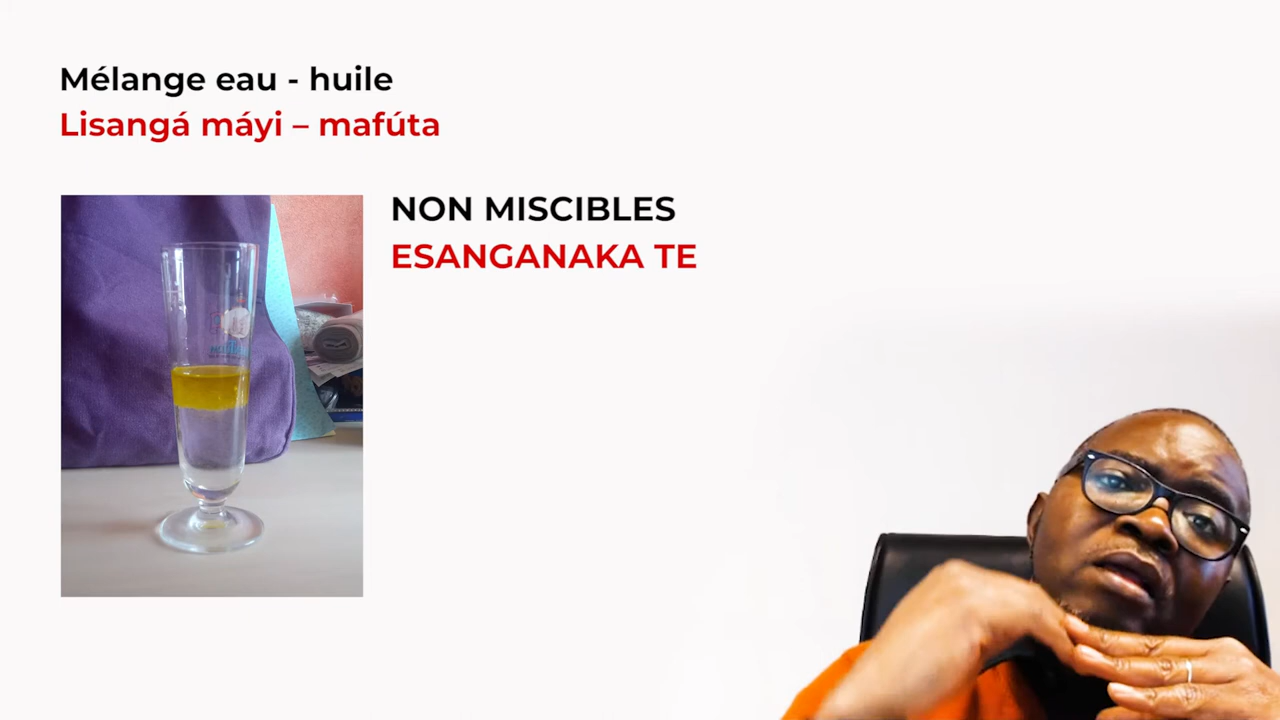 Mélange eau - huile
Lisangá máyi – mafúta
NON MISCIBLES
ESANGANAKA TE